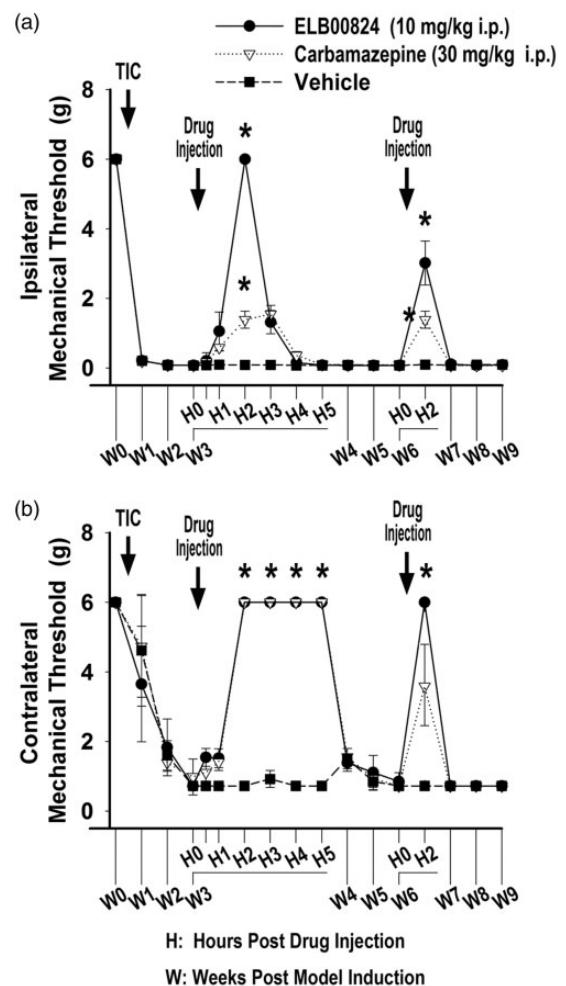 (a)
ELB00824 (10 mg/kg i.p.)
Carbamazepine (30 mg/kg i.p.)
Vehicle
TIC
Drug
Injection
*
*
Drug
Injection
*
*
Ipsilateral
Mechanical Threshold (g)
8
6
4
2
0
H0 H1 H2 H3 H4 H5 H0 H2
W0 W1 W2 W3 W4 W5 W6 W7 W8 W9
(b)
TIC
Drug
Injection
* * * *
Drug
Injection
*
Contralateral
Mechanical Threshold (g)
8
6
4
2
0
H0 H1 H2 H3 H4 H5 H0 H2
W0 W1 W2 W3 W4 W5 W6 W7 W8 W9
H: Hours Post Drug Injection
W: Weeks Post Model Induction